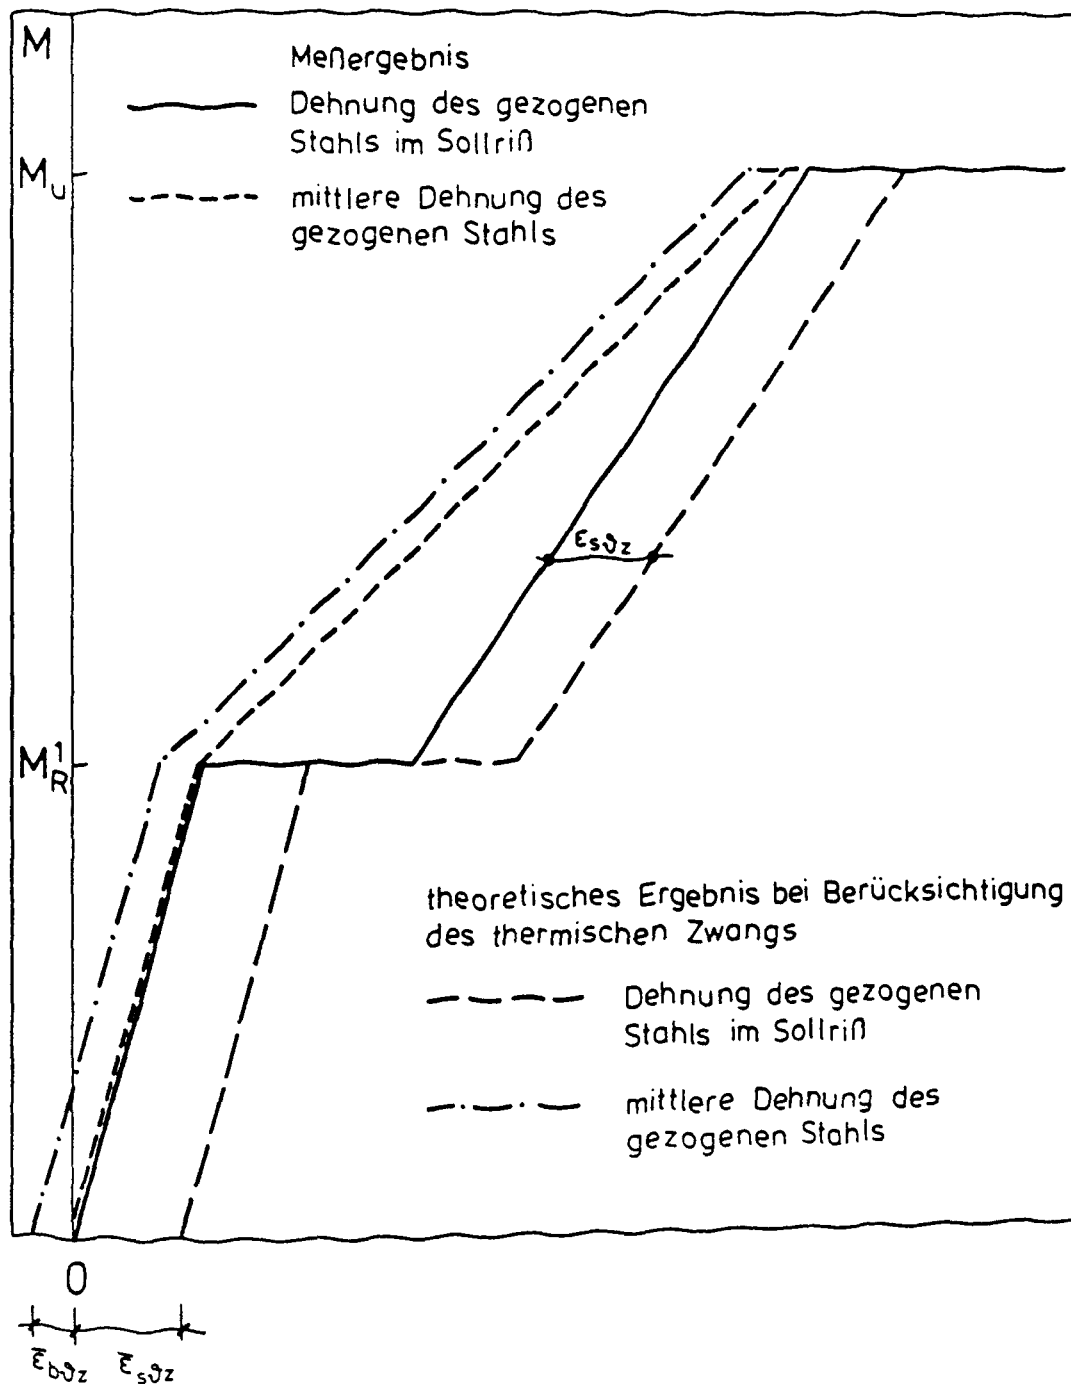 M
Meßergebnis
Dehnung des gezogenen
Stahls im Sollriß
M_u
mittlere Dehnung des
gezogenen Stahls
ε_sϑz
M_R^1
theoretisches Ergebnis bei Berücksichtigung
des thermischen Zwangs
Dehnung des gezogenen
Stahls im Sollriß
mittlere Dehnung des
gezogenen Stahls
0
ε̄_bϑz ε̄_sϑz